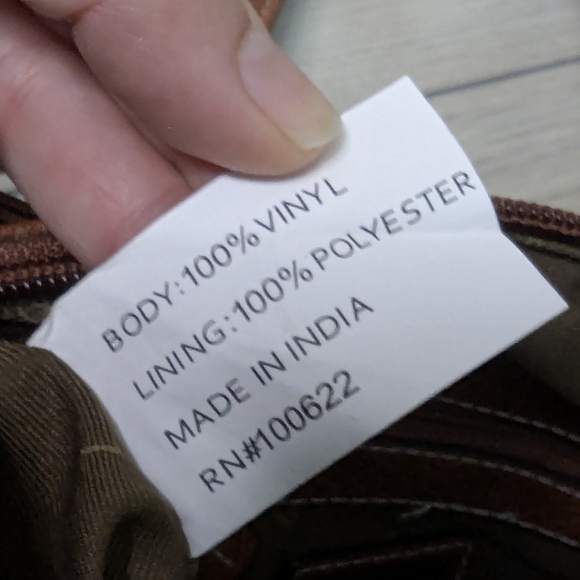 BODY:100% VINYL
LINING:100% POLYESTER
MADE IN INDIA
RN#100622